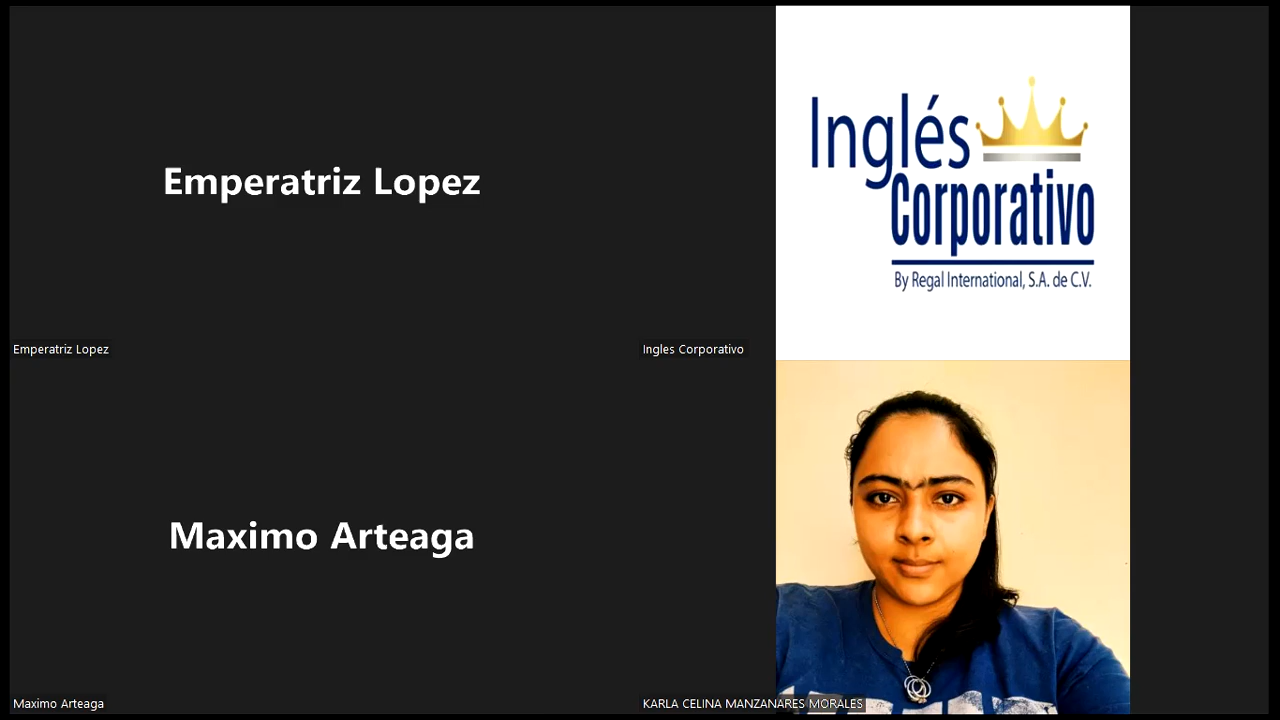 Emperatriz Lopez
Emperatriz Lopez
Inglés
Corporativo
By Regal International, S.A. de C.V.
Ingles Corporativo
Maximo Arteaga
Maximo Arteaga
KARLA CELINA MANZANARES MORALES